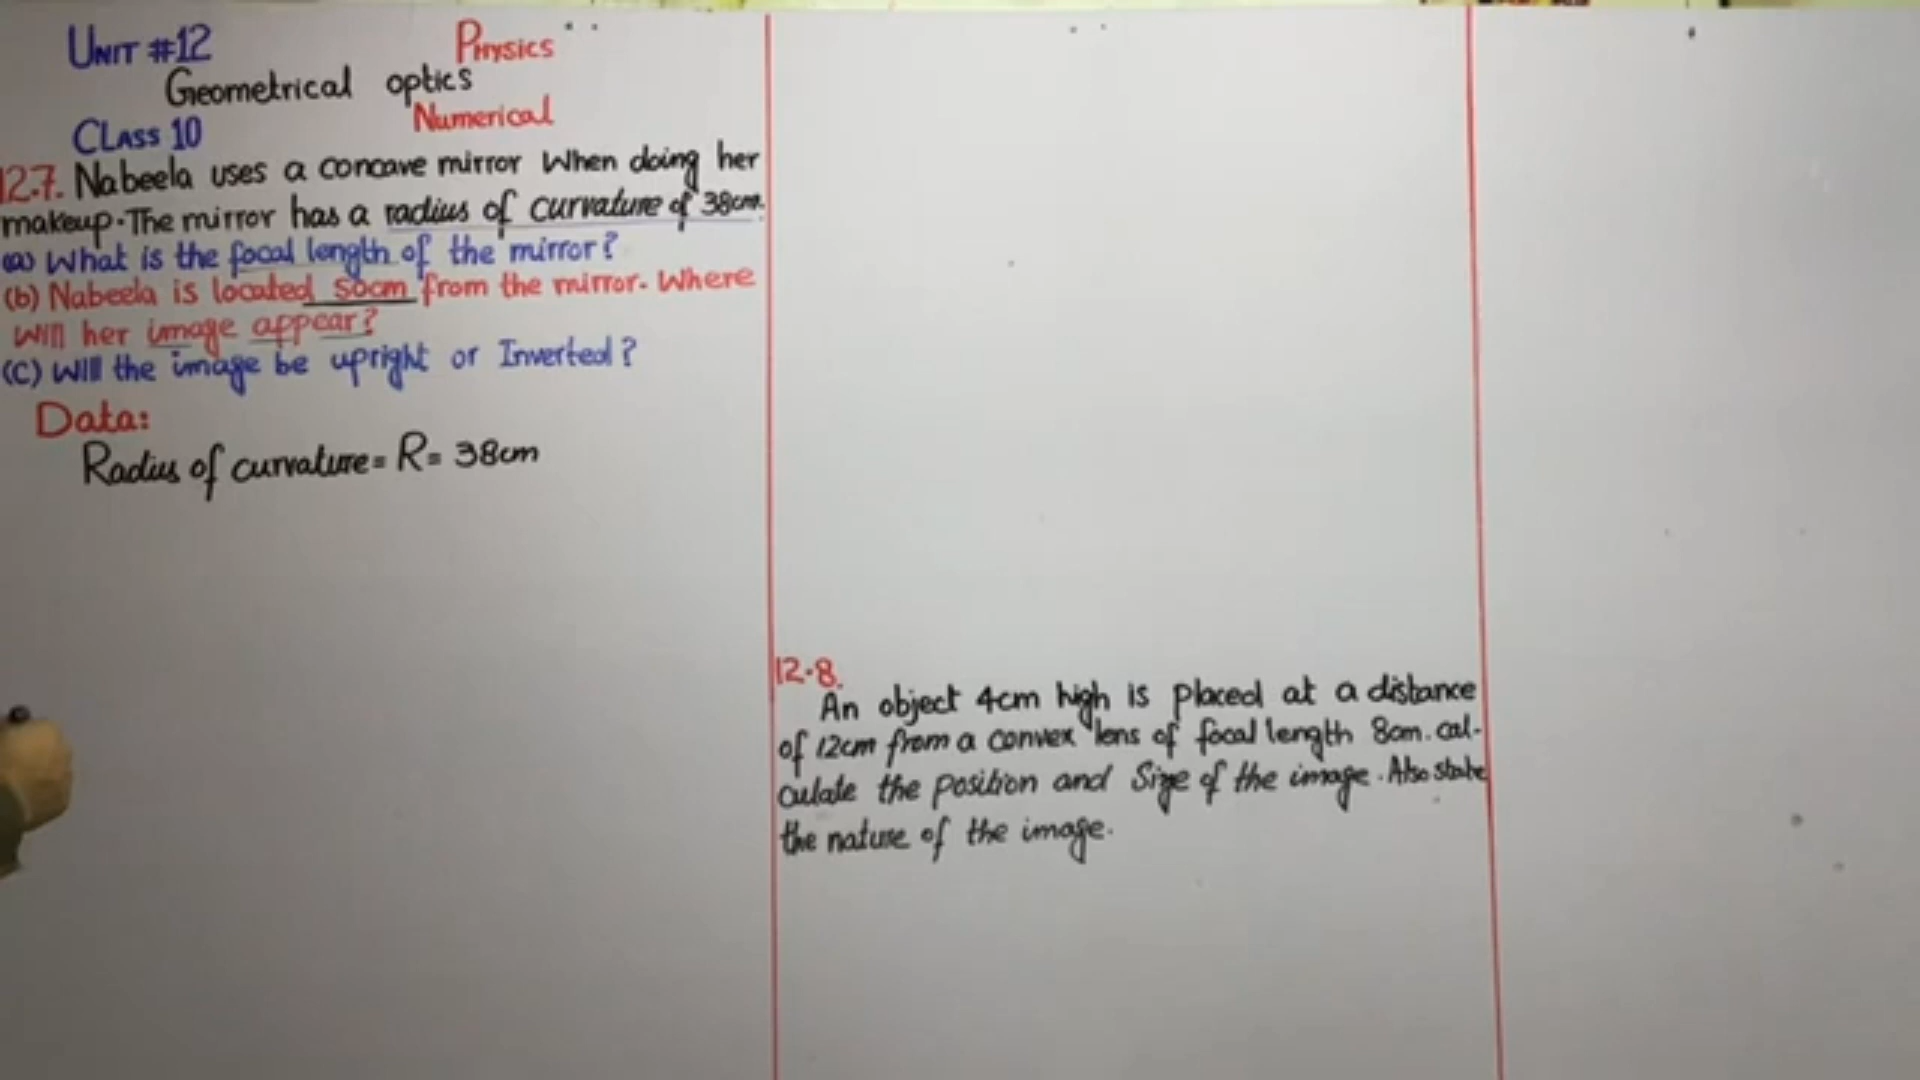 UNIT #12 Physics
Geometrical optics
CLASS 10 Numerical
12.7. Nabeela uses a concave mirror When doing her
makeup. The mirror has a radius of curvature of 38cm.
(a) What is the focal length of the mirror?
(b) Nabeela is located 50cm from the mirror. Where
Will her image appear?
(C) Will the image be upright or Inverted?
Data:
Radius of curvature = R = 38cm
12.8.
An object 4cm high is placed at a distance
of 12cm from a convex lens of focal length 8cm. cal-
culate the position and Size of the image. Also state
the nature of the image.